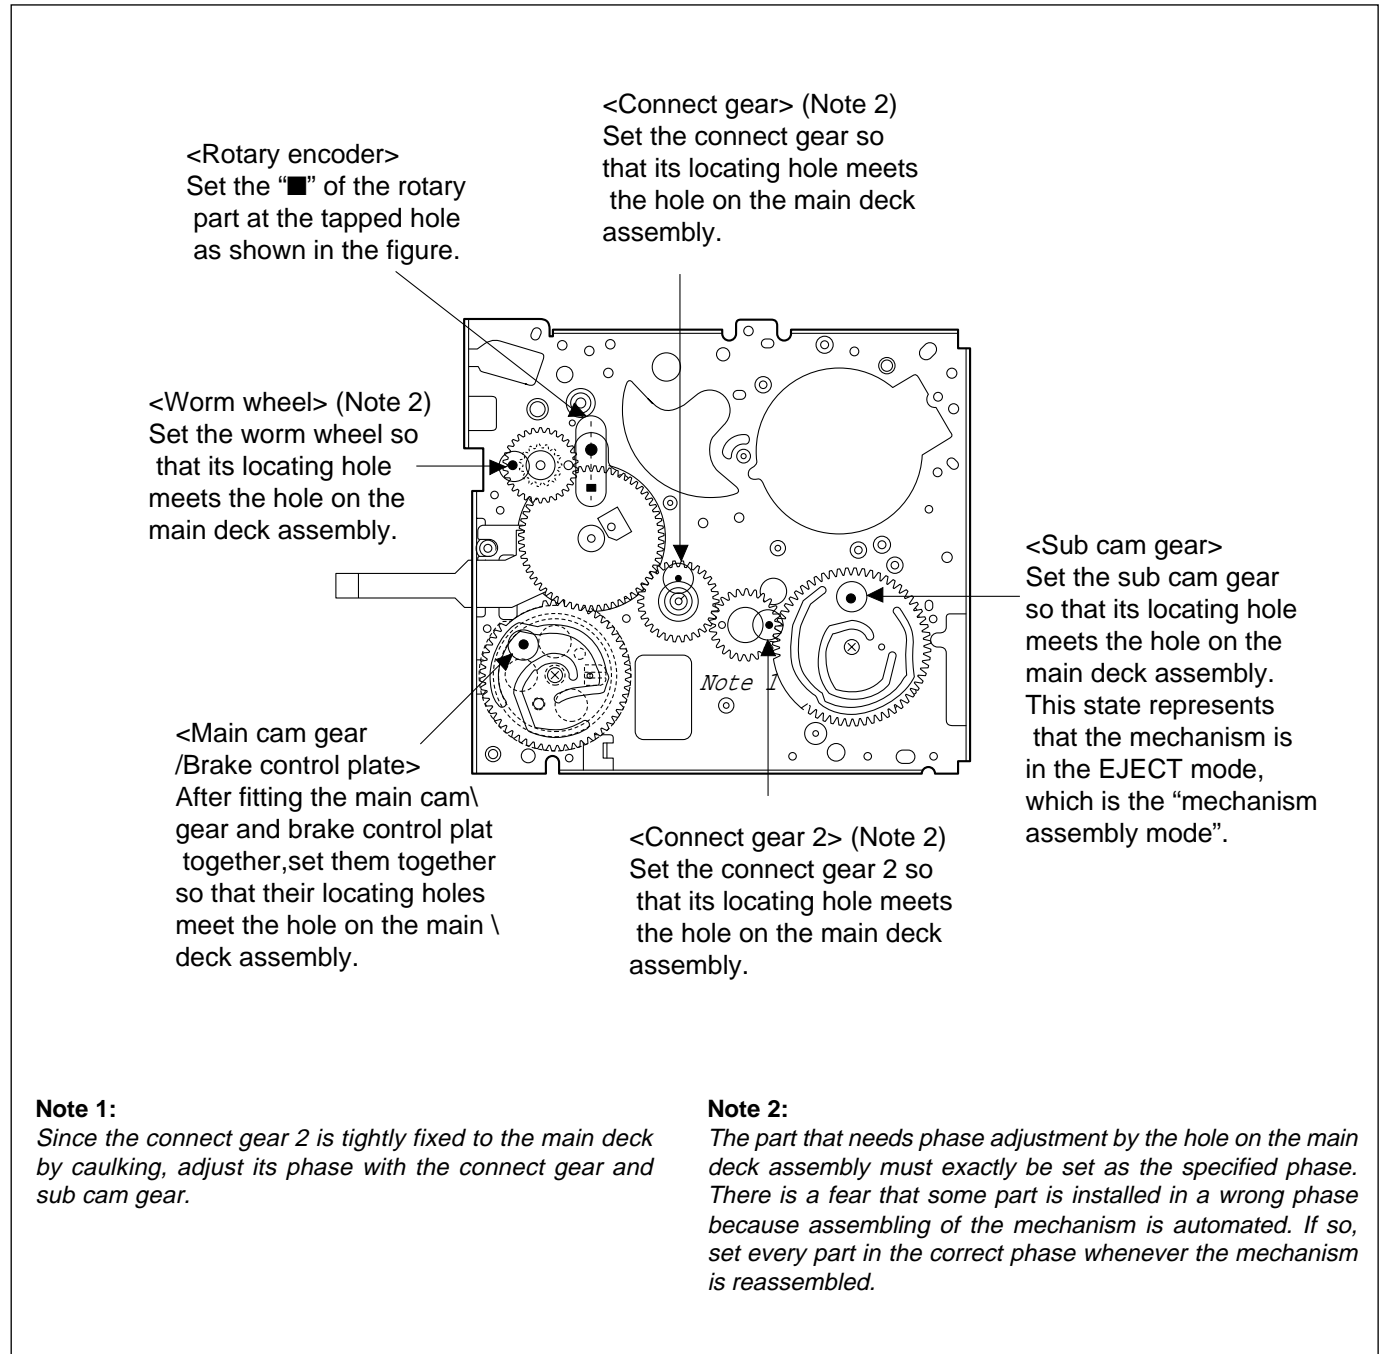 <Connect gear> (Note 2)
Set the connect gear so
that its locating hole meets
the hole on the main deck
assembly.
<Rotary encoder>
Set the “■” of the rotary
part at the tapped hole
as shown in the figure.
<Worm wheel> (Note 2)
Set the worm wheel so
that its locating hole
meets the hole on the
main deck assembly.
<Sub cam gear>
Set the sub cam gear
so that its locating hole
meets the hole on the
main deck assembly.
This state represents
that the mechanism is
in the EJECT mode,
which is the “mechanism
assembly mode”.
Note 1
<Main cam gear
/Brake control plate>
After fitting the main cam\
gear and brake control plat
together,set them together
so that their locating holes
meet the hole on the main \
deck assembly.
<Connect gear 2> (Note 2)
Set the connect gear 2 so
that its locating hole meets
the hole on the main deck
assembly.
Note 1:
Since the connect gear 2 is tightly fixed to the main deck
by caulking, adjust its phase with the connect gear and
sub cam gear.
Note 2:
The part that needs phase adjustment by the hole on the main
deck assembly must exactly be set as the specified phase.
There is a fear that some part is installed in a wrong phase
because assembling of the mechanism is automated. If so,
set every part in the correct phase whenever the mechanism
is reassembled.